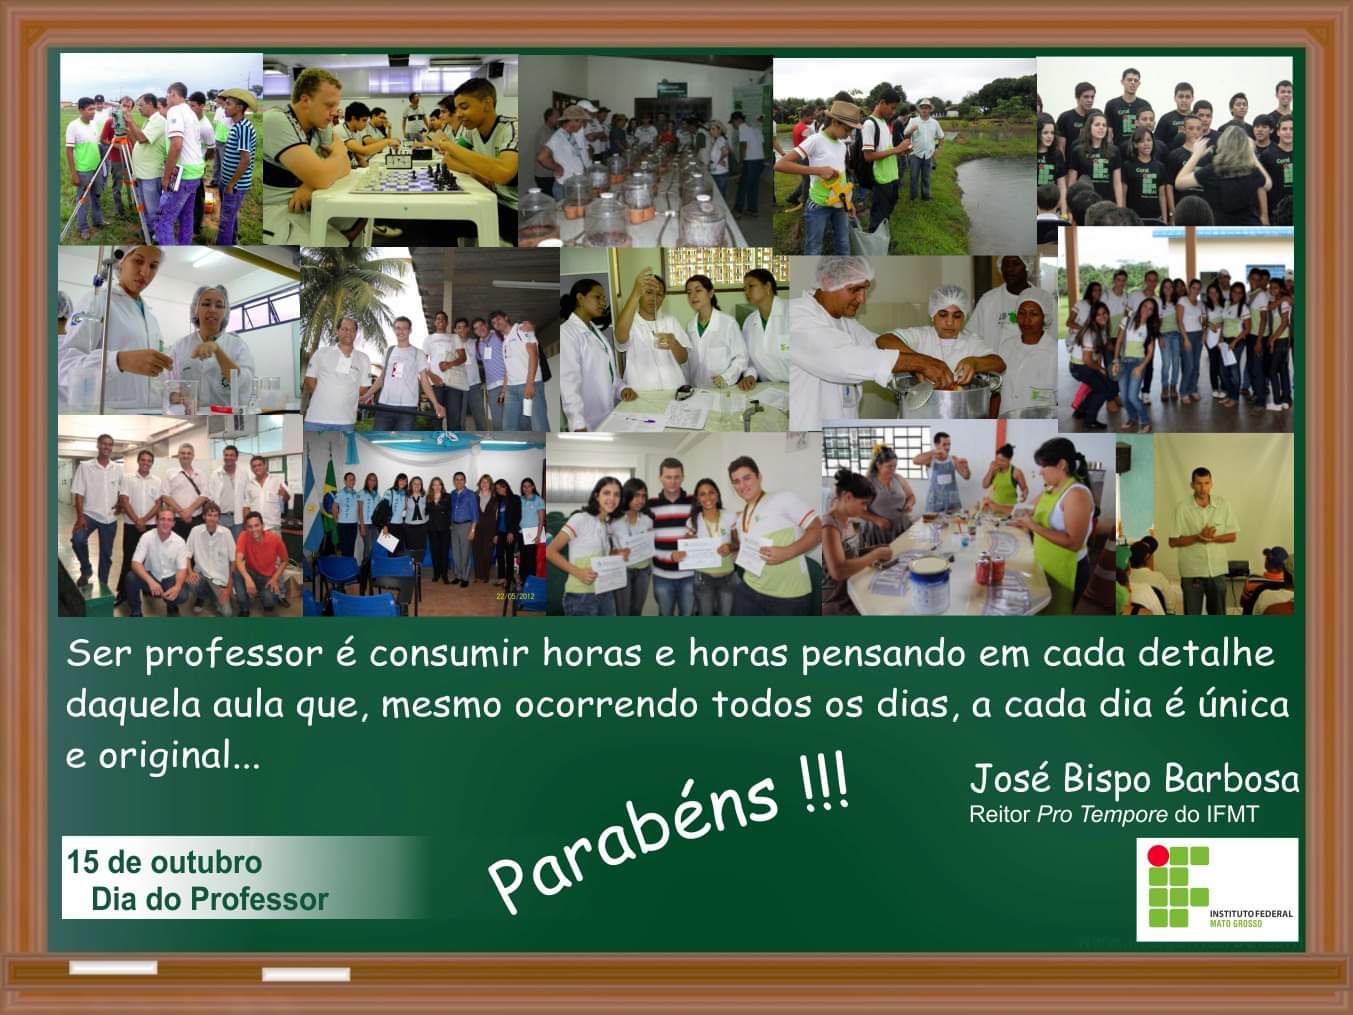 Coral
Coral
22/05/2012
Ser professor é consumir horas e horas pensando em cada detalhe
daquela aula que, mesmo ocorrendo todos os dias, a cada dia é única
e original...
Parabéns !!!
José Bispo Barbosa
Reitor Pro Tempore do IFMT
15 de outubro
Dia do Professor
INSTITUTO FEDERAL
MATO GROSSO